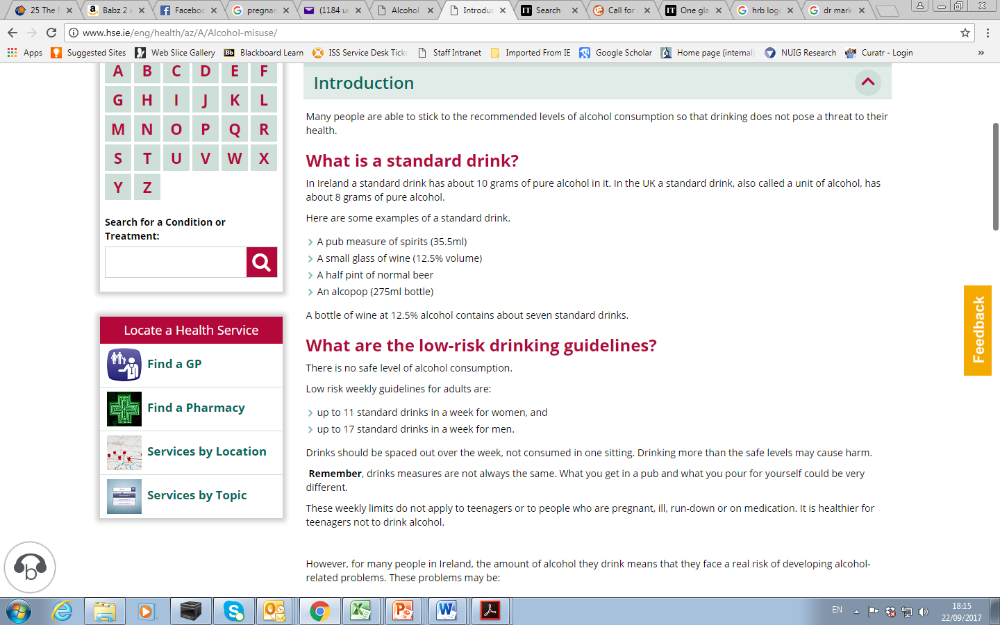 25 The M
Babz 2 x
Faceboo
pregnan
(1184 u
Alcohol
Introduc
IT Search
Call for
IT One gla
hrb logo
dr mark
www.hse.ie/eng/health/az/A/Alcohol-misuse/
Apps Suggested Sites Web Slice Gallery Bb Blackboard Learn ISS Service Desk Ticke Staff Intranet Imported From IE Google Scholar Home page (internal) NUIG Research Curatr - Login »
A B C D E F
G H I J K L
M N O P Q R
S T U V W X
Y Z
Search for a Condition or
Treatment:
Locate a Health Service
Find a GP
Find a Pharmacy
Services by Location
Services by Topic
b
Introduction
Many people are able to stick to the recommended levels of alcohol consumption so that drinking does not pose a threat to their
health.
What is a standard drink?
In Ireland a standard drink has about 10 grams of pure alcohol in it. In the UK a standard drink, also called a unit of alcohol, has
about 8 grams of pure alcohol.
Here are some examples of a standard drink.
A pub measure of spirits (35.5ml)
A small glass of wine (12.5% volume)
A half pint of normal beer
An alcopop (275ml bottle)
A bottle of wine at 12.5% alcohol contains about seven standard drinks.
What are the low-risk drinking guidelines?
There is no safe level of alcohol consumption.
Low risk weekly guidelines for adults are:
up to 11 standard drinks in a week for women, and
up to 17 standard drinks in a week for men.
Drinks should be spaced out over the week, not consumed in one sitting. Drinking more than the safe levels may cause harm.
Remember, drinks measures are not always the same. What you get in a pub and what you pour for yourself could be very
different.
These weekly limits do not apply to teenagers or to people who are pregnant, ill, run-down or on medication. It is healthier for
teenagers not to drink alcohol.
However, for many people in Ireland, the amount of alcohol they drink means that they face a real risk of developing alcohol-
related problems. These problems may be:
Feedback
EN
18:15
22/09/2017